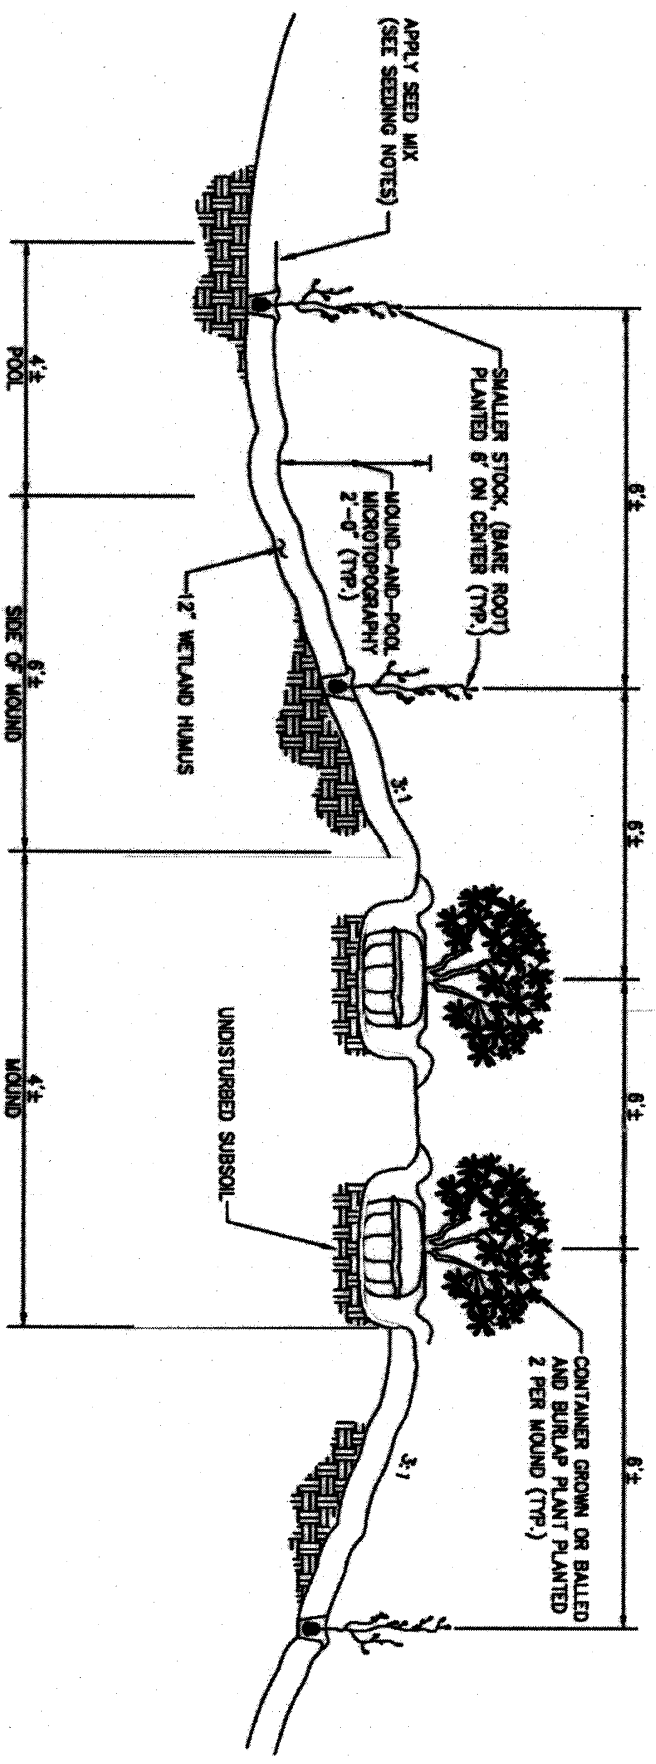 APPLY SEED MIX
(SEE SEEDING NOTES)
SMALLER STOCK, (BARE ROOT)
PLANTED 6' ON CENTER (TYP.)
MOUND-AND-POOL
MICROTOPOGRAPHY
2'-0" (TYP.)
CONTAINER GROWN OR BALLED
AND BURLAP PLANT PLANTED
2 PER MOUND (TYP.)
6'±
6'±
6'±
6'±
3:1
3:1
12" WETLAND HUMUS
UNDISTURBED SUBSOIL
4'±
POOL
6'±
SIDE OF MOUND
4'±
MOUND